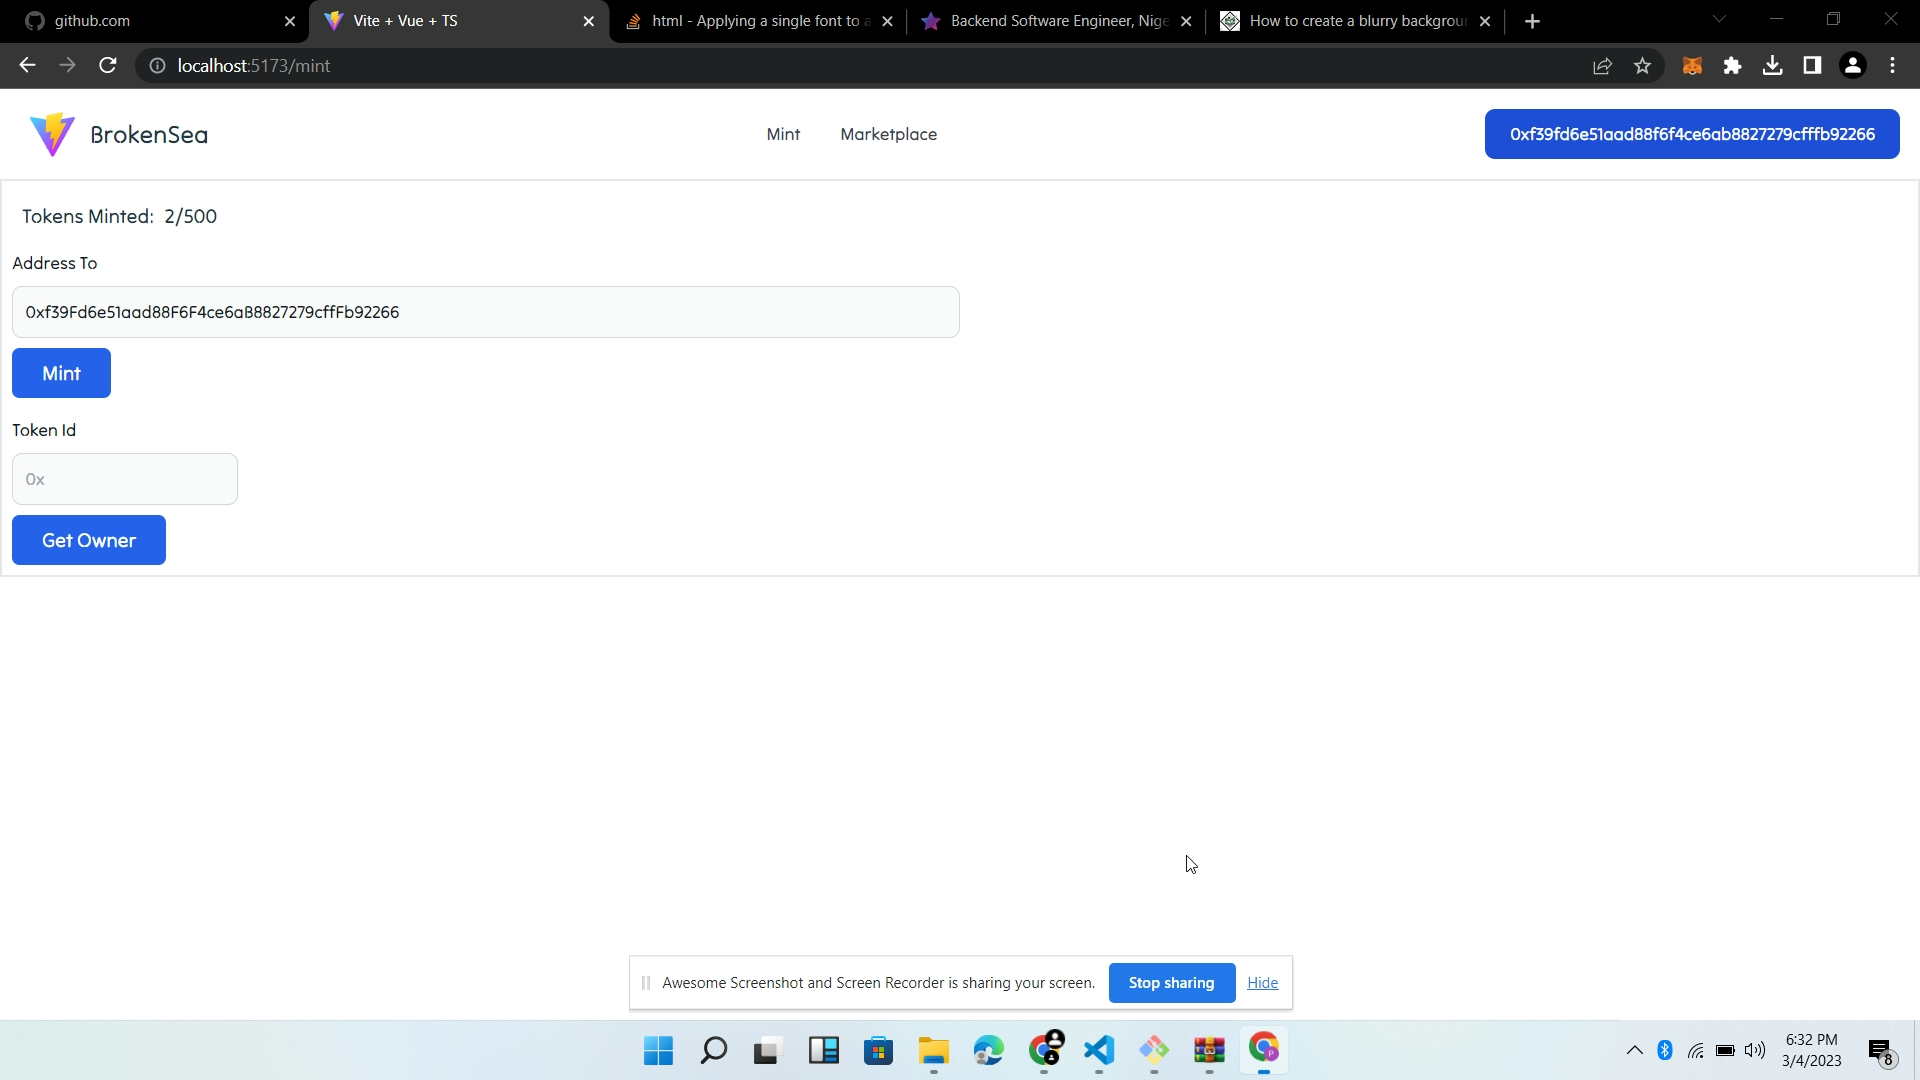 github.com
Vite + Vue + TS
html - Applying a single font to a
Backend Software Engineer, Nige
How to create a blurry backgroun
localhost:5173/mint
BrokenSea
Mint
Marketplace
0xf39fd6e51aad88f6f4ce6ab8827279cfffb92266
Tokens Minted: 2/500
Address To
0xf39Fd6e51aad88F6F4ce6aB8827279cffFb92266
Mint
Token Id
0x
Get Owner
Awesome Screenshot and Screen Recorder is sharing your screen.
Stop sharing
Hide
6:32 PM
3/4/2023
8